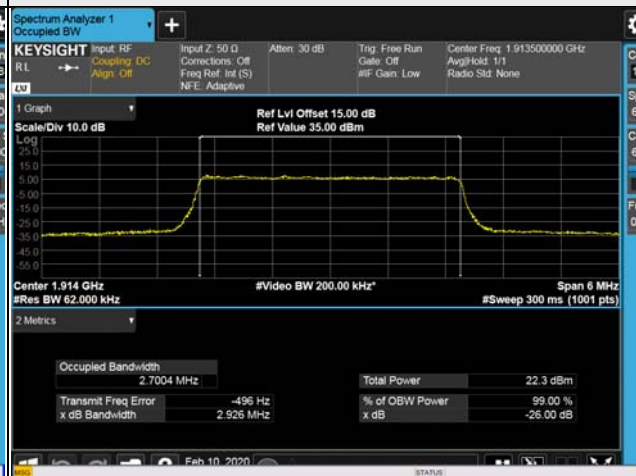 Spectrum Analyzer 1
Occupied BW
KEYSIGHT Input: RF Input Z: 50 Ω Atten: 30 dB Trig: Free Run Center Freq: 1.913500000 GHz
RL Coupling: DC Corrections: Off Gate: Off Avg|Hold: 1/1
Align: Off Freq Ref: Int (S) #IF Gain: Low Radio Std: None
LXI NFE: Adaptive
1 Graph
Ref Lvl Offset 15.00 dB
Scale/Div 10.0 dB Ref Value 35.00 dBm
Log
25.0
15.0
5.00
-5.00
-15.0
-25.0
-35.0
-45.0
-55.0
Center 1.914 GHz #Video BW 200.00 kHz* Span 6 MHz
#Res BW 62.000 kHz #Sweep 300 ms (1001 pts)
2 Metrics
Occupied Bandwidth
2.7004 MHz Total Power 22.3 dBm
Transmit Freq Error -496 Hz % of OBW Power 99.00 %
x dB Bandwidth 2.926 MHz x dB -26.00 dB
Feb 10, 2020
MSG STATUS